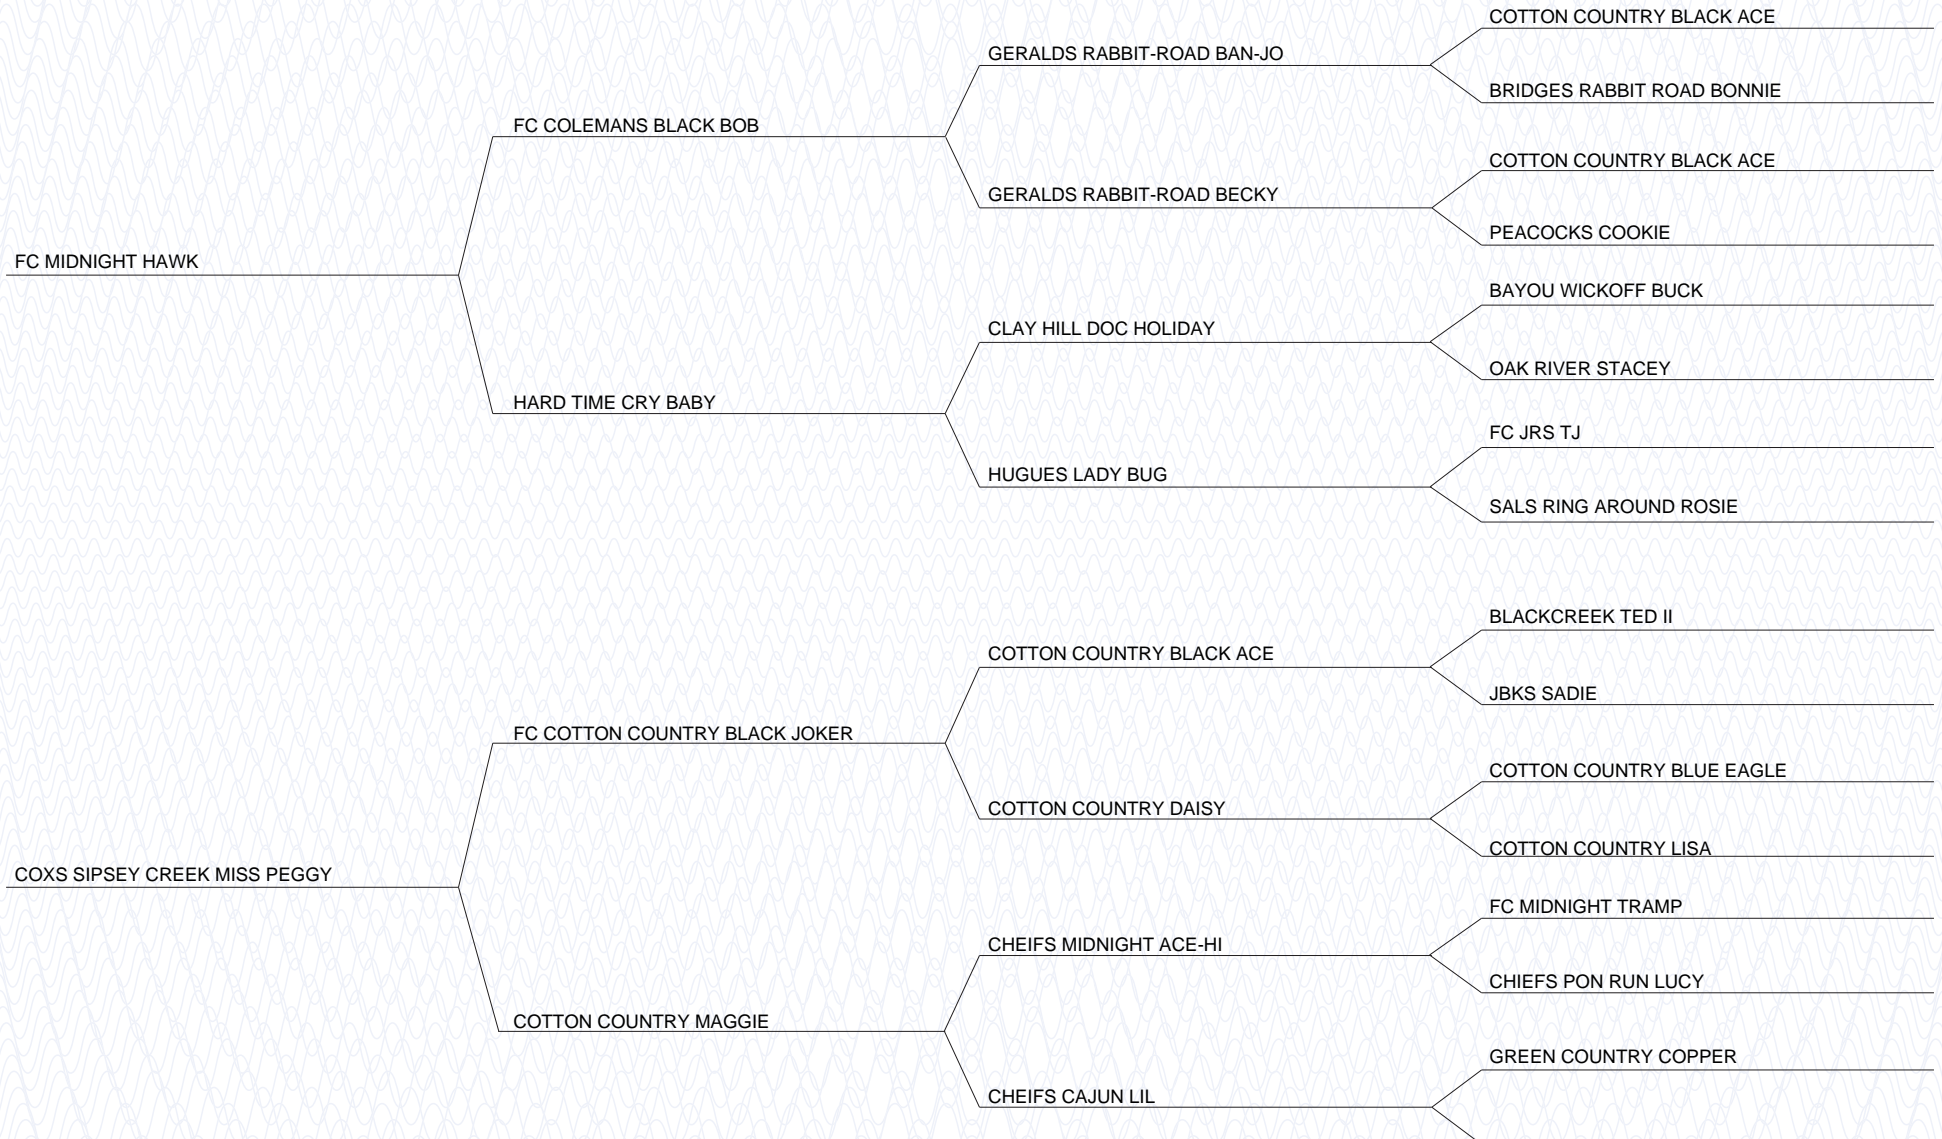 COTTON COUNTRY BLACK ACE
GERALDS RABBIT-ROAD BAN-JO
BRIDGES RABBIT ROAD BONNIE
FC COLEMANS BLACK BOB
COTTON COUNTRY BLACK ACE
GERALDS RABBIT-ROAD BECKY
PEACOCKS COOKIE
FC MIDNIGHT HAWK
BAYOU WICKOFF BUCK
CLAY HILL DOC HOLIDAY
OAK RIVER STACEY
HARD TIME CRY BABY
FC JRS TJ
HUGUES LADY BUG
SALS RING AROUND ROSIE
BLACKCREEK TED II
COTTON COUNTRY BLACK ACE
JBKS SADIE
FC COTTON COUNTRY BLACK JOKER
COTTON COUNTRY BLUE EAGLE
COTTON COUNTRY DAISY
COTTON COUNTRY LISA
COXS SIPSEY CREEK MISS PEGGY
FC MIDNIGHT TRAMP
CHEIFS MIDNIGHT ACE-HI
CHIEFS PON RUN LUCY
COTTON COUNTRY MAGGIE
GREEN COUNTRY COPPER
CHEIFS CAJUN LIL